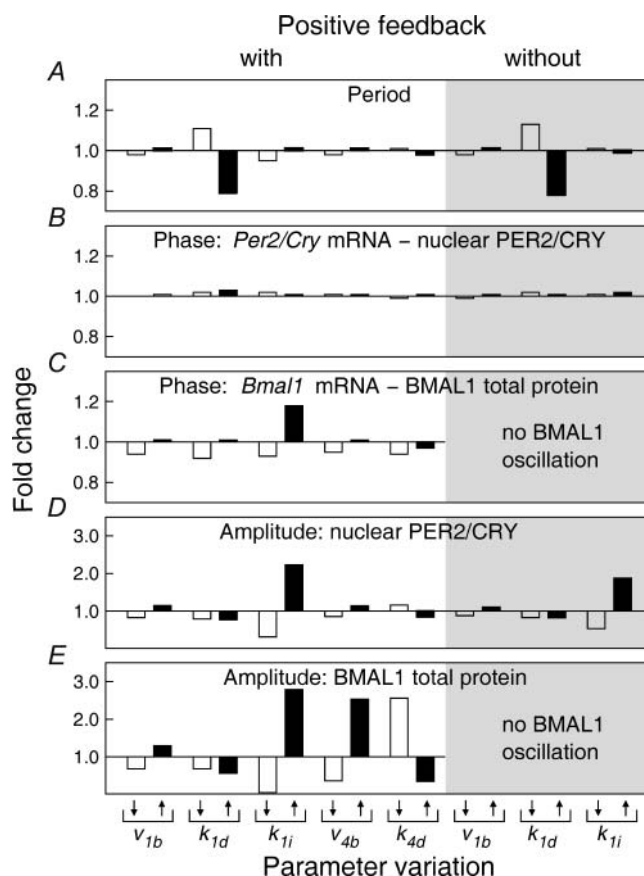 Positive feedback
with without
A
Period
1.2
1.0
0.8
B
Phase: Per2/Cry mRNA – nuclear PER2/CRY
1.2
1.0
0.8
C
Phase: Bmal1 mRNA – BMAL1 total protein
1.2
1.0
0.8
no BMAL1
oscillation
D
Amplitude: nuclear PER2/CRY
3.0
2.0
1.0
E
Amplitude: BMAL1 total protein
3.0
2.0
1.0
no BMAL1
oscillation
Fold change
↓ ↑ ↓ ↑ ↓ ↑ ↓ ↑ ↓ ↑ ↓ ↑ ↓ ↑ ↓ ↑
v1b k1d k1i v4b k4d v1b k1d k1i
Parameter variation